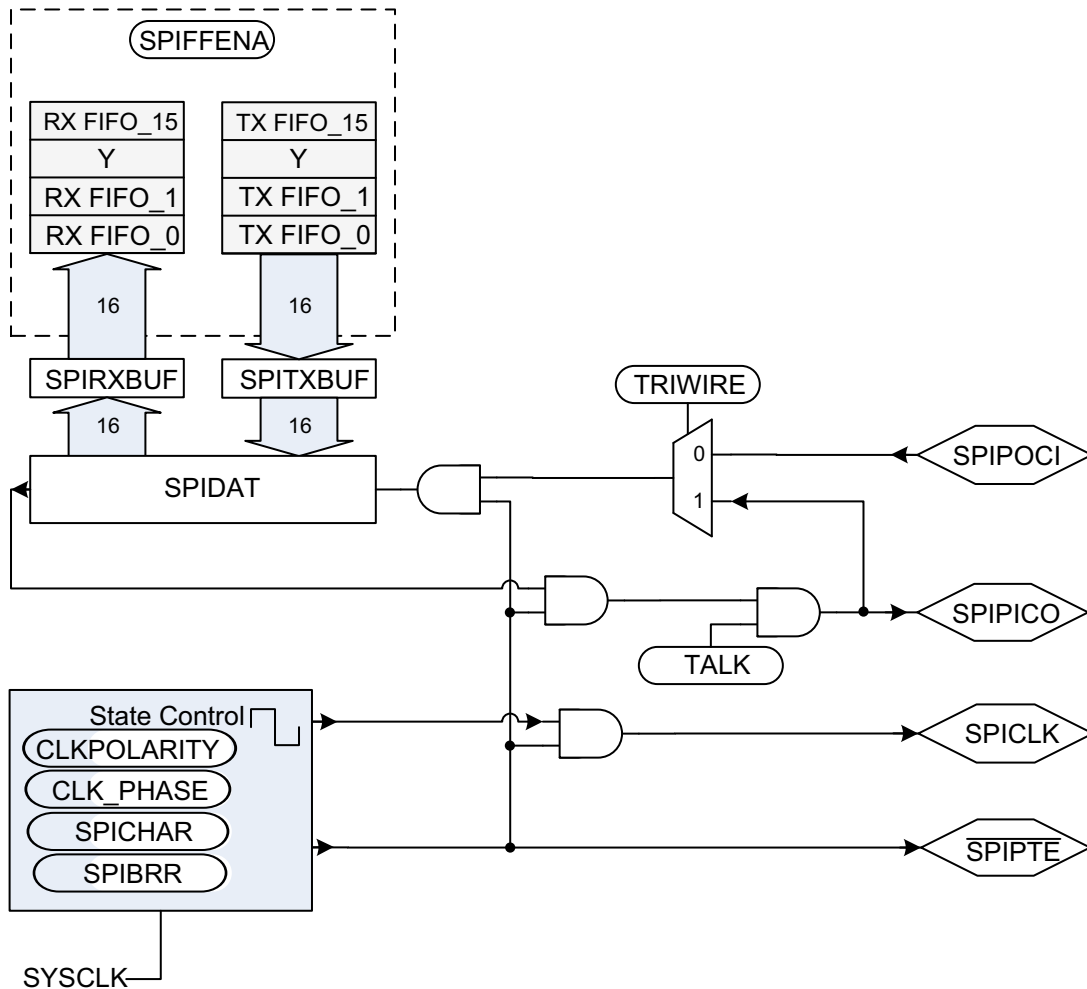 SPIFFENA
RX FIFO_15
TX FIFO_15
Y
Y
RX FIFO_1
TX FIFO_1
RX FIFO_0
TX FIFO_0
16
16
SPIRXBUF
SPITXBUF
16
16
SPIDAT
TRIWIRE
0
1
SPIPOCI
SPIPICO
TALK
State Control
CLKPOLARITY
CLK_PHASE
SPICHAR
SPIBRR
SPICLK
SPIPTE
SYSCLK